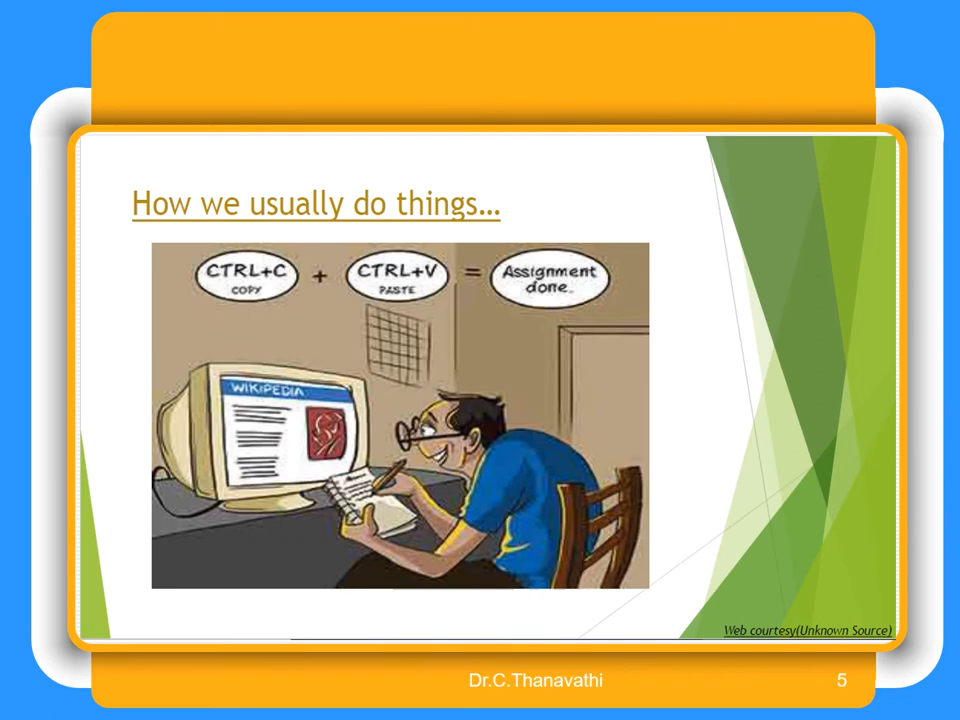 How we usually do things...
CTRL+C + CTRL+V = Assignment
COPY PASTE done.
WIKIPEDIA
Web courtesy(Unknown Source)
Dr.C.Thanavathi 5